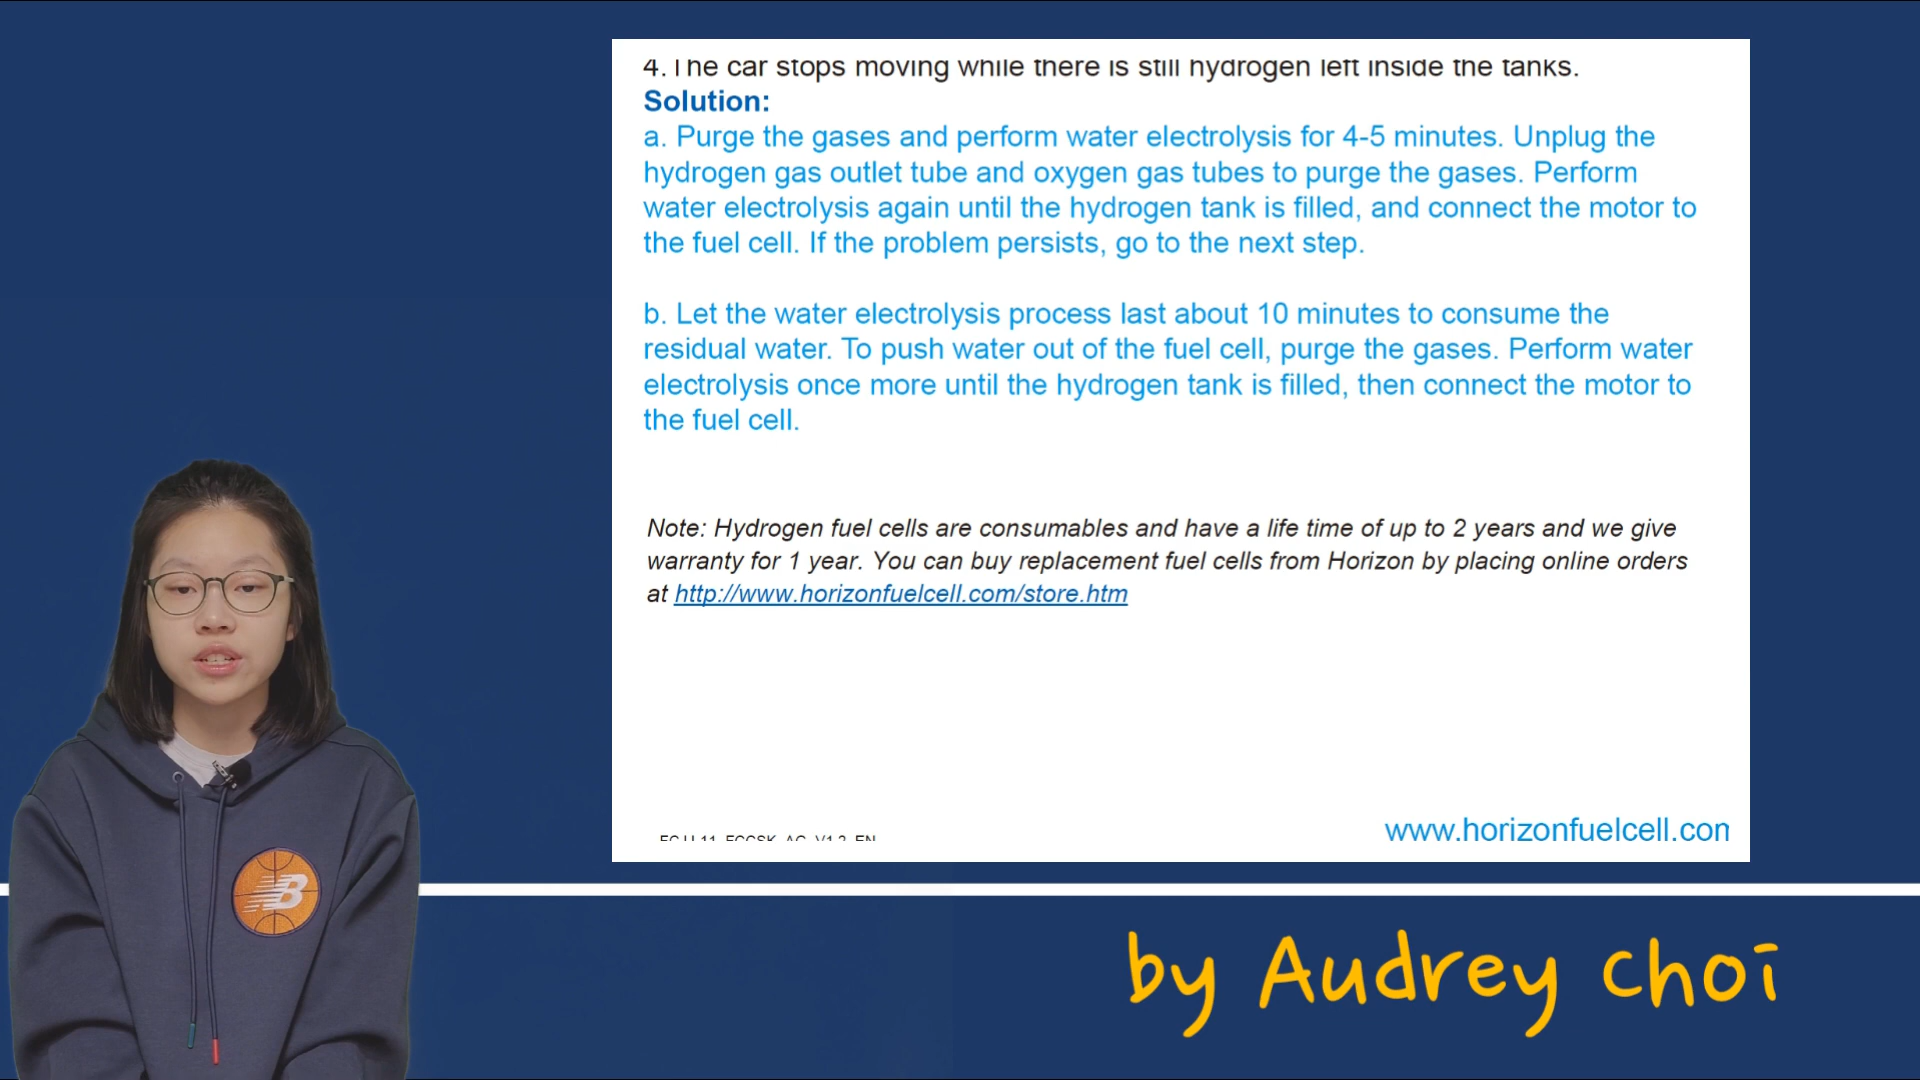 4. The car stops moving while there is still hydrogen left inside the tanks.
Solution:
a. Purge the gases and perform water electrolysis for 4-5 minutes. Unplug the
hydrogen gas outlet tube and oxygen gas tubes to purge the gases. Perform
water electrolysis again until the hydrogen tank is filled, and connect the motor to
the fuel cell. If the problem persists, go to the next step.
b. Let the water electrolysis process last about 10 minutes to consume the
residual water. To push water out of the fuel cell, purge the gases. Perform water
electrolysis once more until the hydrogen tank is filled, then connect the motor to
the fuel cell.
Note: Hydrogen fuel cells are consumables and have a life time of up to 2 years and we give
warranty for 1 year. You can buy replacement fuel cells from Horizon by placing online orders
at http://www.horizonfuelcell.com/store.htm
www.horizonfuelcell.con
B
by Audrey Choi